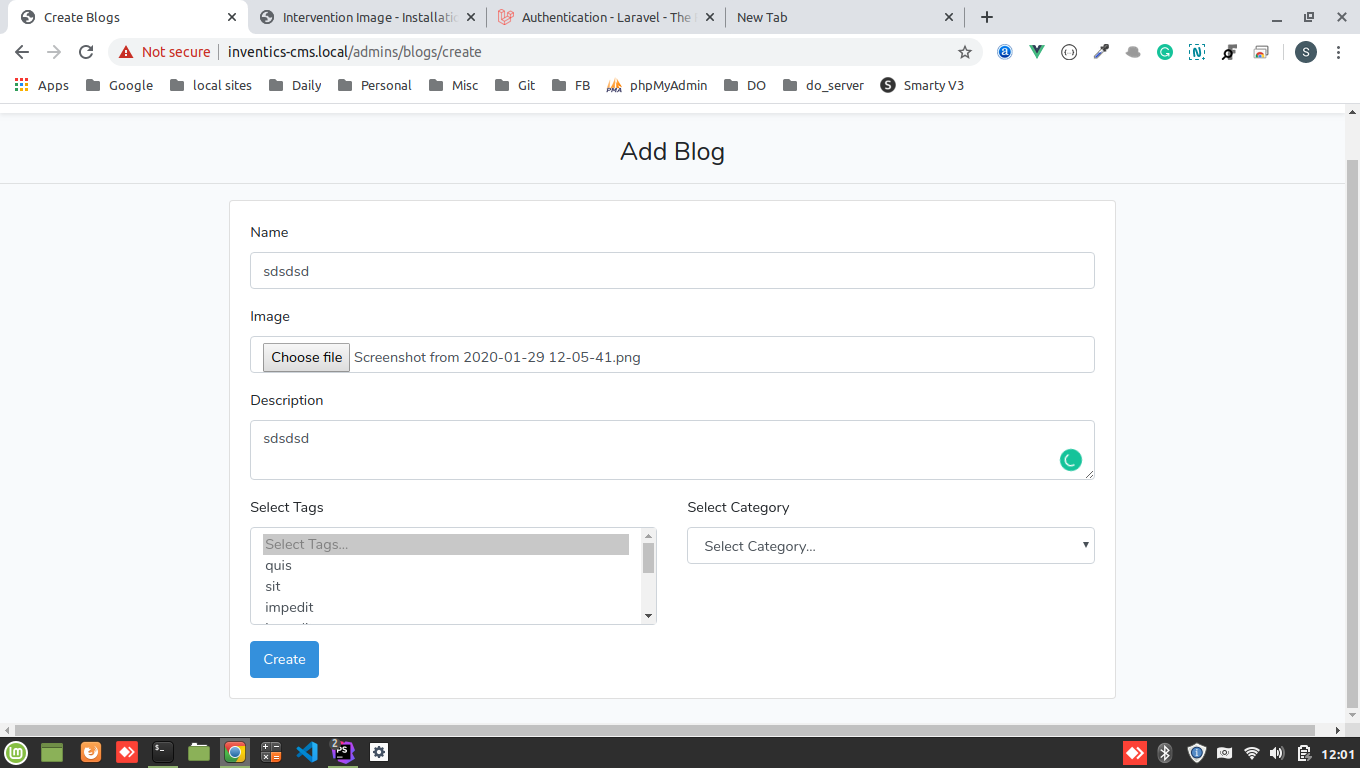 Create Blogs
Intervention Image - Installatic
Authentication - Laravel - The
New Tab
Not secure
inventics-cms.local/admins/blogs/create
S
Apps
Google
local sites
Daily
Personal
Misc
Git
FB
phpMyAdmin
DO
do_server
Smarty V3
Add Blog
Name
sdsdsd
Image
Choose file Screenshot from 2020-01-29 12-05-41.png
Description
sdsdsd
Select Tags
Select Category
Select Tags...
Select Category...
quis
sit
impedit
Create
2
PS
12:01